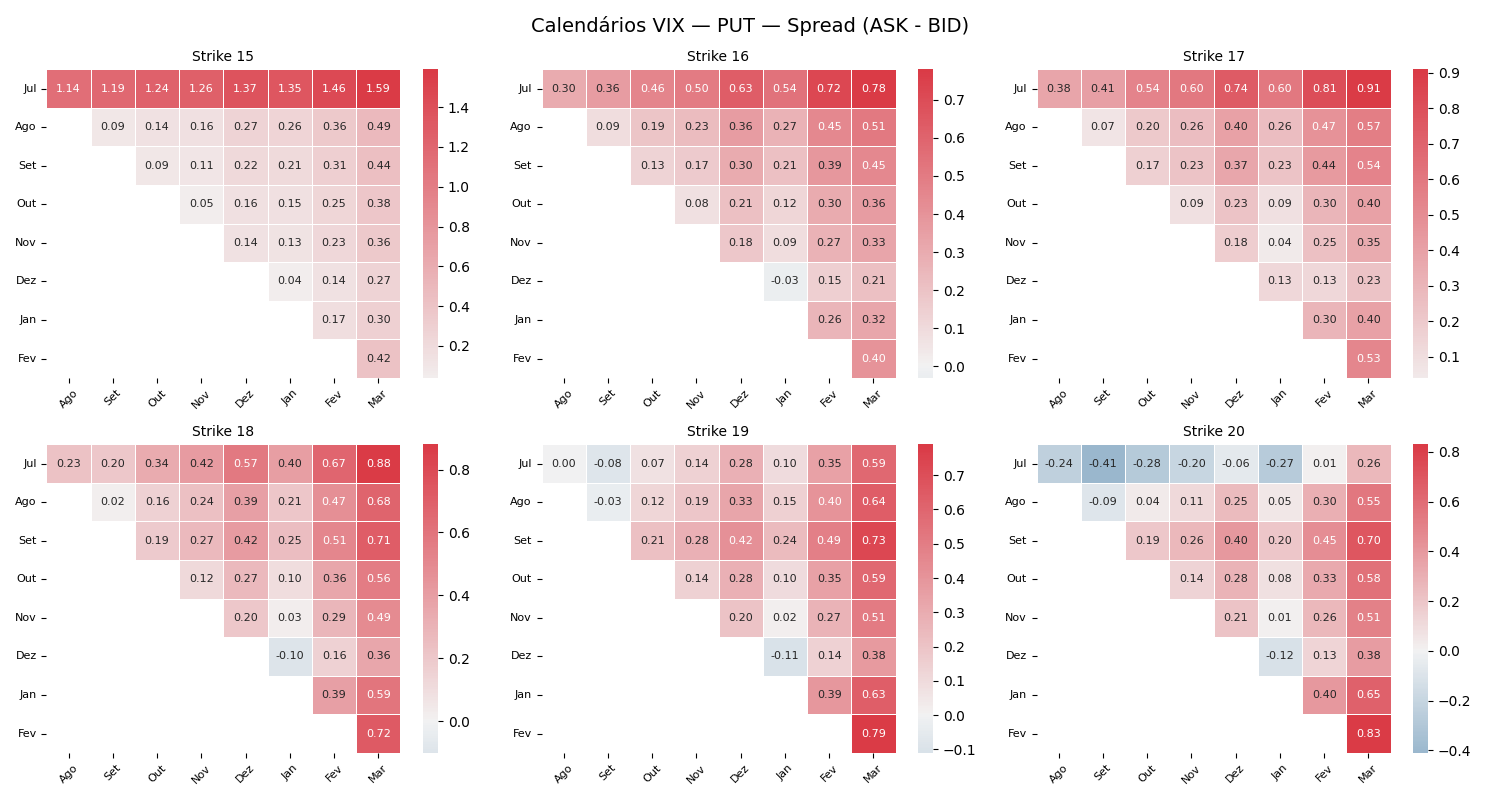 Calendários VIX — PUT — Spread (ASK - BID)
Strike 15
Jul 1.14 1.19 1.24 1.26 1.37 1.35 1.46 1.59
Ago 0.09 0.14 0.16 0.27 0.26 0.36 0.49
Set 0.09 0.11 0.22 0.21 0.31 0.44
Out 0.05 0.16 0.15 0.25 0.38
Nov 0.14 0.13 0.23 0.36
Dez 0.04 0.14 0.27
Jan 0.17 0.30
Fev 0.42
Ago Set Out Nov Dez Jan Fev Mar
1.4
1.2
1.0
0.8
0.6
0.4
0.2
Strike 16
Jul 0.30 0.36 0.46 0.50 0.63 0.54 0.72 0.78
Ago 0.09 0.19 0.23 0.36 0.27 0.45 0.51
Set 0.13 0.17 0.30 0.21 0.39 0.45
Out 0.08 0.21 0.12 0.30 0.36
Nov 0.18 0.09 0.27 0.33
Dez -0.03 0.15 0.21
Jan 0.26 0.32
Fev 0.40
Ago Set Out Nov Dez Jan Fev Mar
0.7
0.6
0.5
0.4
0.3
0.2
0.1
0.0
Strike 17
Jul 0.38 0.41 0.54 0.60 0.74 0.60 0.81 0.91
Ago 0.07 0.20 0.26 0.40 0.26 0.47 0.57
Set 0.17 0.23 0.37 0.23 0.44 0.54
Out 0.09 0.23 0.09 0.30 0.40
Nov 0.18 0.04 0.25 0.35
Dez 0.13 0.13 0.23
Jan 0.30 0.40
Fev 0.53
Ago Set Out Nov Dez Jan Fev Mar
0.9
0.8
0.7
0.6
0.5
0.4
0.3
0.2
0.1
Strike 18
Jul 0.23 0.20 0.34 0.42 0.57 0.40 0.67 0.88
Ago 0.02 0.16 0.24 0.39 0.21 0.47 0.68
Set 0.19 0.27 0.42 0.25 0.51 0.71
Out 0.12 0.27 0.10 0.36 0.56
Nov 0.20 0.03 0.29 0.49
Dez -0.10 0.16 0.36
Jan 0.39 0.59
Fev 0.72
Ago Set Out Nov Dez Jan Fev Mar
0.8
0.6
0.4
0.2
0.0
Strike 19
Jul 0.00 -0.08 0.07 0.14 0.28 0.10 0.35 0.59
Ago -0.03 0.12 0.19 0.33 0.15 0.40 0.64
Set 0.21 0.28 0.42 0.24 0.49 0.73
Out 0.14 0.28 0.10 0.35 0.59
Nov 0.20 0.02 0.27 0.51
Dez -0.11 0.14 0.38
Jan 0.39 0.63
Fev 0.79
Ago Set Out Nov Dez Jan Fev Mar
0.7
0.6
0.5
0.4
0.3
0.2
0.1
0.0
−0.1
Strike 20
Jul -0.24 -0.41 -0.28 -0.20 -0.06 -0.27 0.01 0.26
Ago -0.09 0.04 0.11 0.25 0.05 0.30 0.55
Set 0.19 0.26 0.40 0.20 0.45 0.70
Out 0.14 0.28 0.08 0.33 0.58
Nov 0.21 0.01 0.26 0.51
Dez -0.12 0.13 0.38
Jan 0.40 0.65
Fev 0.83
Ago Set Out Nov Dez Jan Fev Mar
0.8
0.6
0.4
0.2
0.0
−0.2
−0.4